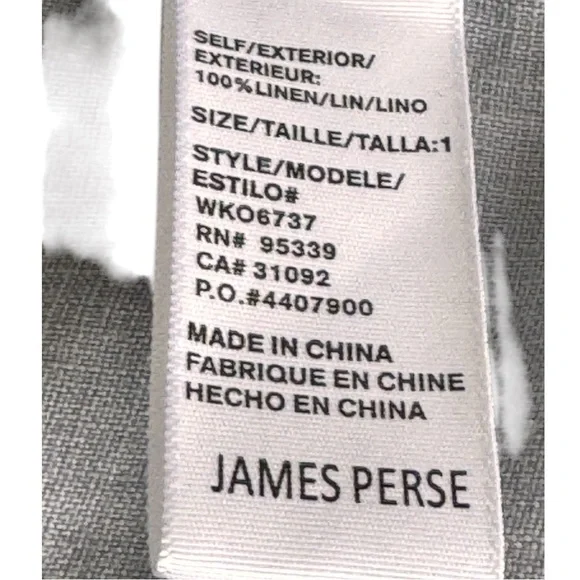 SELF/EXTERIOR/
EXTERIEUR:
100%LINEN/LIN/LINO
SIZE/TAILLE/TALLA:1
STYLE/MODELE/
ESTILO#
WKO6737
RN# 95339
CA# 31092
P.O.#4407900
MADE IN CHINA
FABRIQUE EN CHINE
HECHO EN CHINA
JAMES PERSE